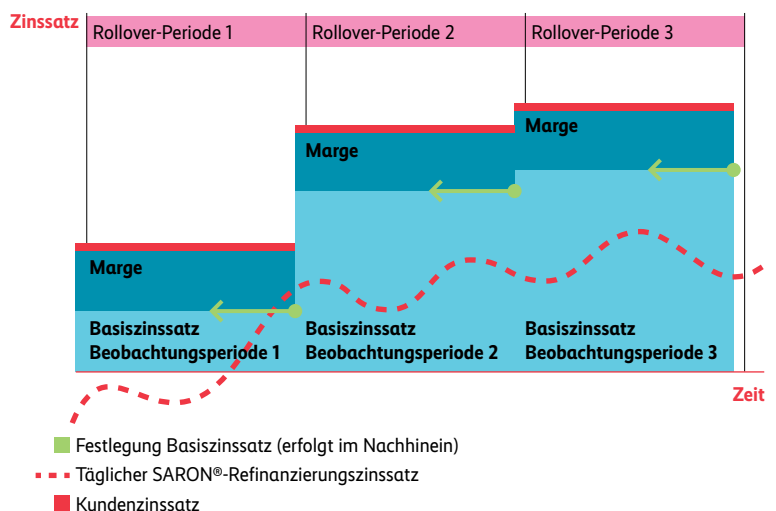 Zinssatz
Rollover-Periode 1
Rollover-Periode 2
Rollover-Periode 3
Marge
Marge
Marge
Basiszinssatz
Beobachtungsperiode 1
Basiszinssatz
Beobachtungsperiode 2
Basiszinssatz
Beobachtungsperiode 3
Zeit
Festlegung Basiszinssatz (erfolgt im Nachhinein)
Täglicher SARON®-Refinanzierungszinssatz
Kundenzinssatz